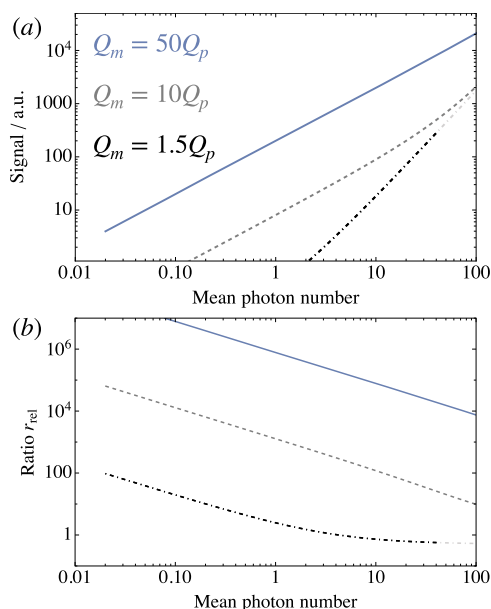 (a)
10^4
1000
100
10
Signal / a.u.
Q_m = 50Q_p
Q_m = 10Q_p
Q_m = 1.5Q_p
0.01 0.10 1 10 100
Mean photon number
(b)
10^6
10^4
100
1
Ratio r_rel
0.01 0.10 1 10 100
Mean photon number